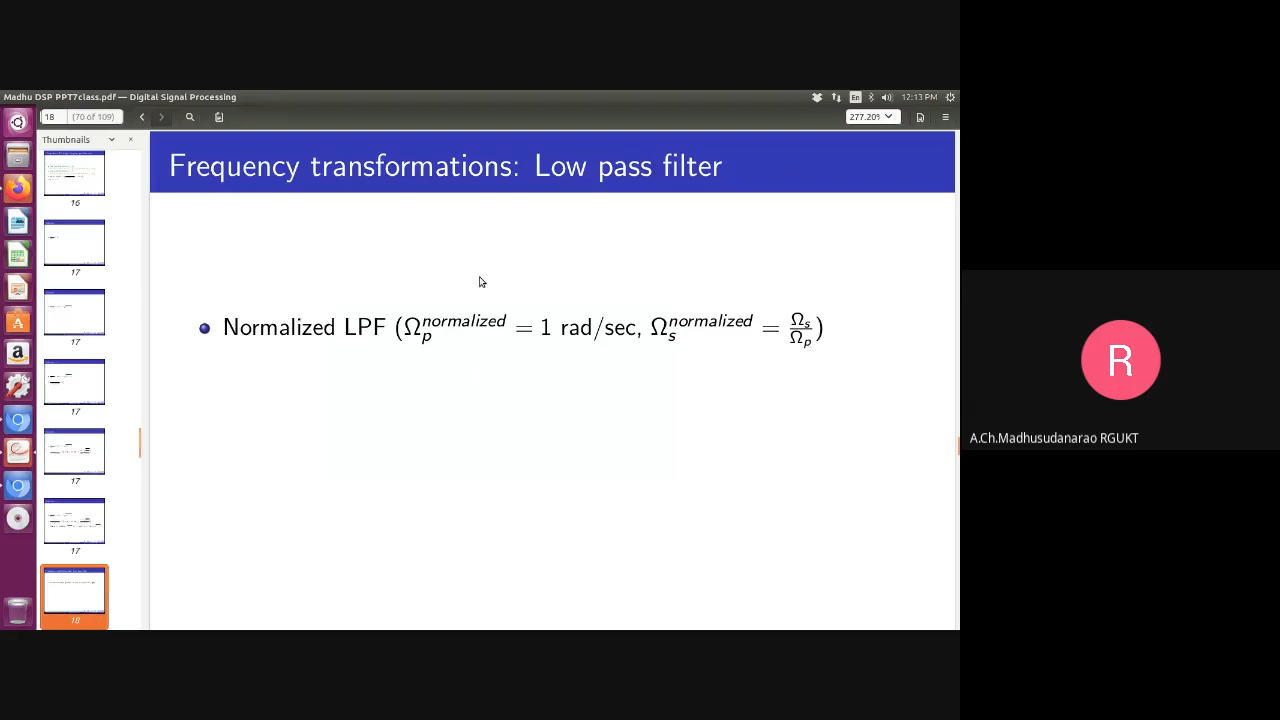 Madhu DSP PPT7class.pdf — Digital Signal Processing
En
12:13 PM
18 (70 of 109)
277.20%
Thumbnails
16
17
17
17
17
17
18
Frequency transformations: Low pass filter
Normalized LPF (Ω_p^normalized = 1 rad/sec, Ω_s^normalized = Ω_s/Ω_p)
R
A.Ch.Madhusudanarao RGUKT